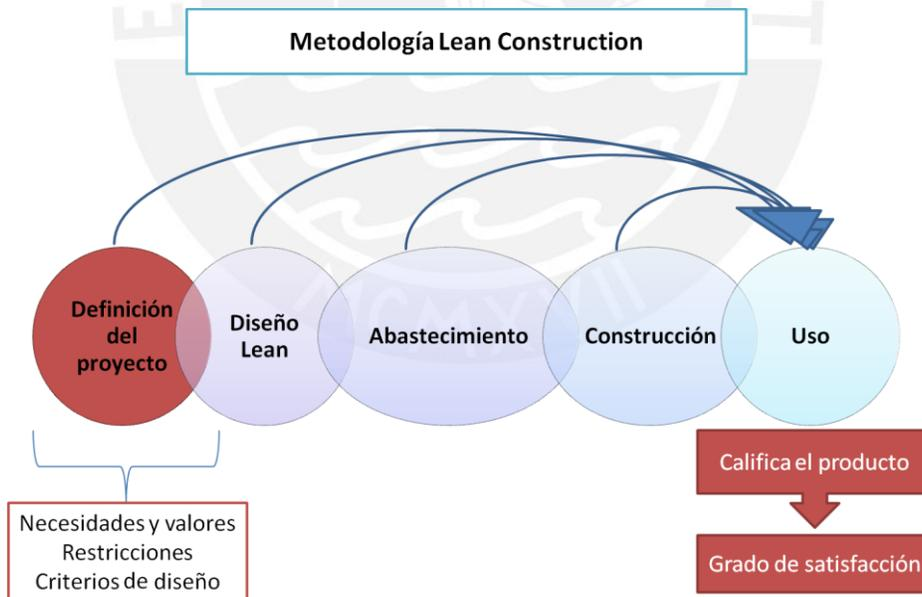 Metodología Lean Construction
Definición
del
proyecto
Diseño
Lean
Abastecimiento
Construcción
Uso
MCMXVII
Necesidades y valores
Restricciones
Criterios de diseño
Califica el producto
Grado de satisfacción